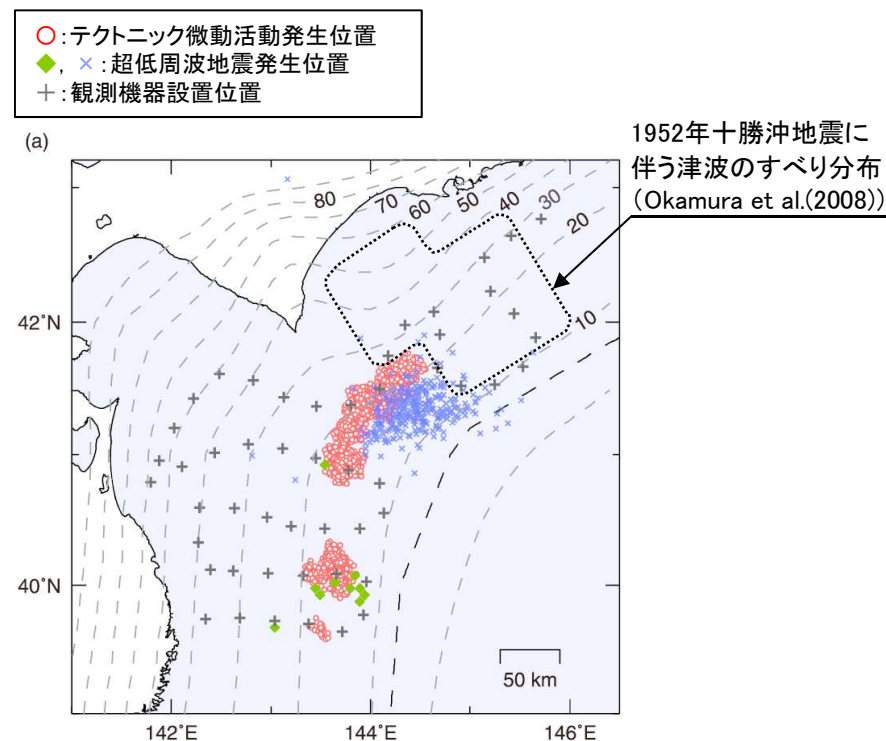 ○:テクトニック微動活動発生位置
◆, ×:超低周波地震発生位置
+:観測機器設置位置
(a)
1952年十勝沖地震に
伴う津波のすべり分布
(Okamura et al.(2008))
80 70 60 50 40 30 20 10
42°N
40°N
50 km
142°E 144°E 146°E